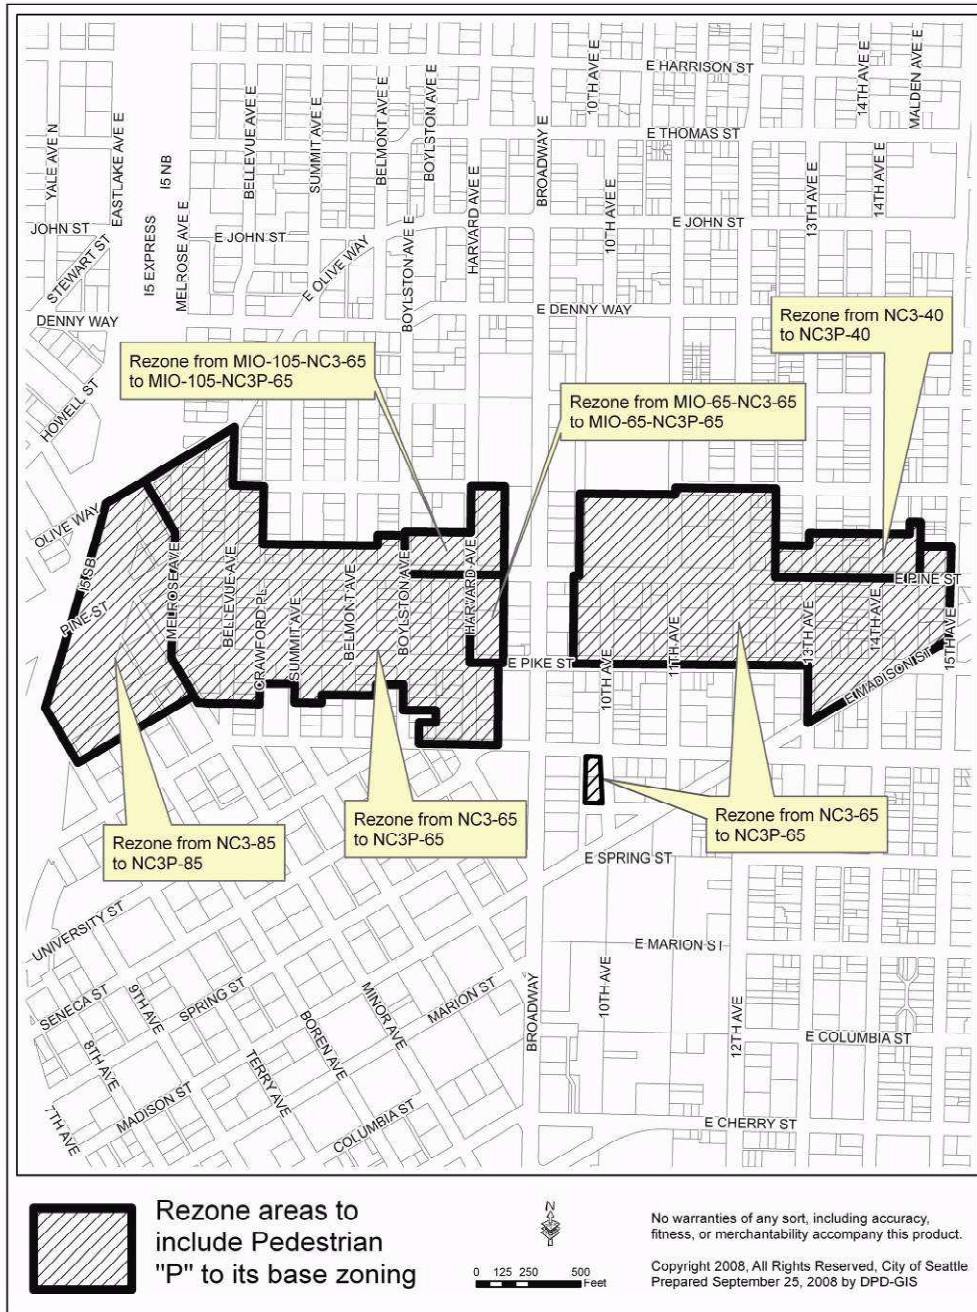 E HARRISON ST
10TH AVE E
14TH AVE E
MALDEN AVE E
YALE AVE N
EASTLAKE AVE E
I5 NB
BELLEVUE AVE E
SUMMIT AVE E
BELMONT AVE E
BOYLSTON AVE E
BROADWAY E
E THOMAS ST
JOHN ST
STEWART ST
I5 EXPRESS
MELROSE AVE E
E JOHN ST
E OLIVE WAY
BOYLSTON AVE E
HARVARD AVE E
10TH AVE E
E JOHN ST
13TH AVE E
14TH AVE E
DENNY WAY
E DENNY WAY
Rezone from NC3-40
to NC3P-40
Rezone from MIO-105-NC3-65
to MIO-105-NC3P-65
Rezone from MIO-65-NC3-65
to MIO-65-NC3P-65
HOWELL ST
OLIVE WAY
I5 SB
PINE ST
MELROSE AVE
BELLEVUE AVE
CRAWFORD PL
SUMMIT AVE
BELMONT AVE
BOYLSTON AVE
HARVARD AVE
E PIKE ST
10TH AVE
11TH AVE
13TH AVE
14TH AVE
E PINE ST
15TH AVE
E MADISON ST
Rezone from NC3-85
to NC3P-85
Rezone from NC3-65
to NC3P-65
Rezone from NC3-65
to NC3P-65
E SPRING ST
UNIVERSITY ST
SENECA ST
9TH AVE
SPRING ST
8TH AVE
7TH AVE
MADISON ST
TERRY AVE
BOREN AVE
MINOR AVE
MARION ST
COLUMBIA ST
BROADWAY
10TH AVE
E MARION ST
12TH AVE
E COLUMBIA ST
E CHERRY ST
Rezone areas to
include Pedestrian
"P" to its base zoning
N
0 125 250 500
Feet
No warranties of any sort, including accuracy,
fitness, or merchantability accompany this product.
Copyright 2008, All Rights Reserved, City of Seattle
Prepared September 25, 2008 by DPD-GIS